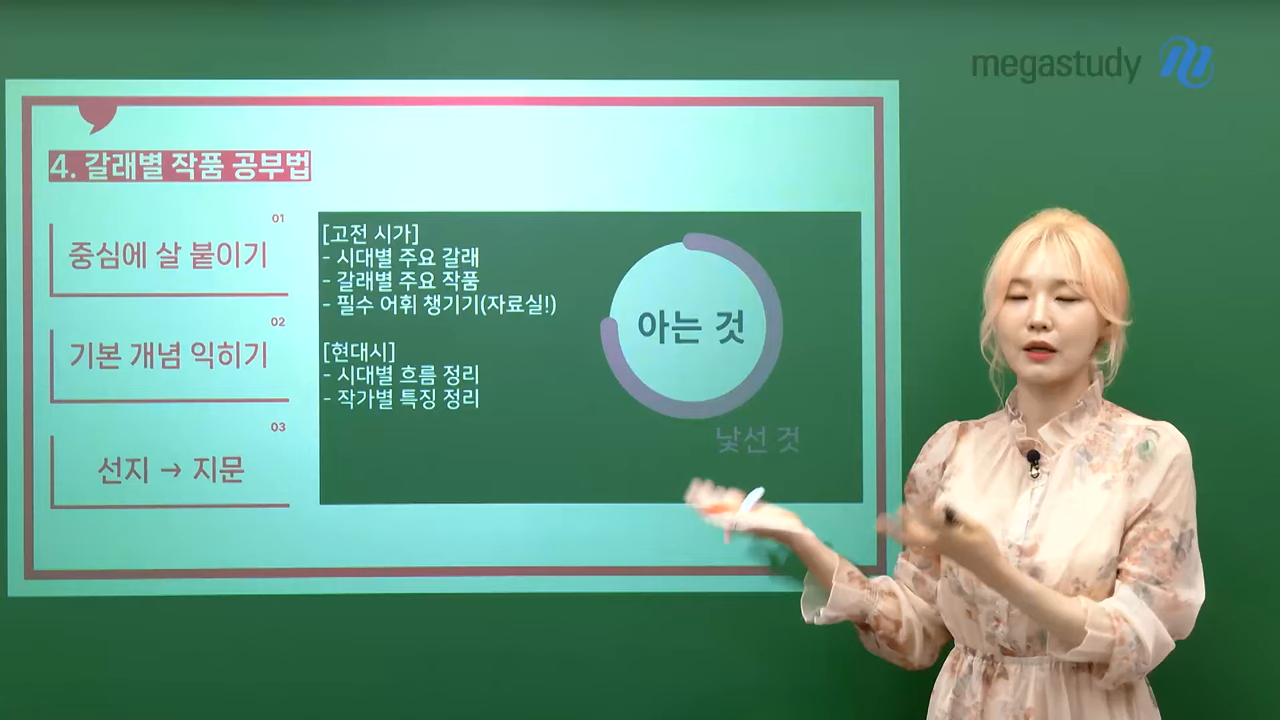 megastudy
4. 갈래별 작품 공부법
01
중심에 살 붙이기
02
기본 개념 익히기
03
선지 → 지문
[고전 시가]
- 시대별 주요 갈래
- 갈래별 주요 작품
- 필수 어휘 챙기기(자료실!)
[현대시]
- 시대별 흐름 정리
- 작가별 특징 정리
아는 것
낯선 것